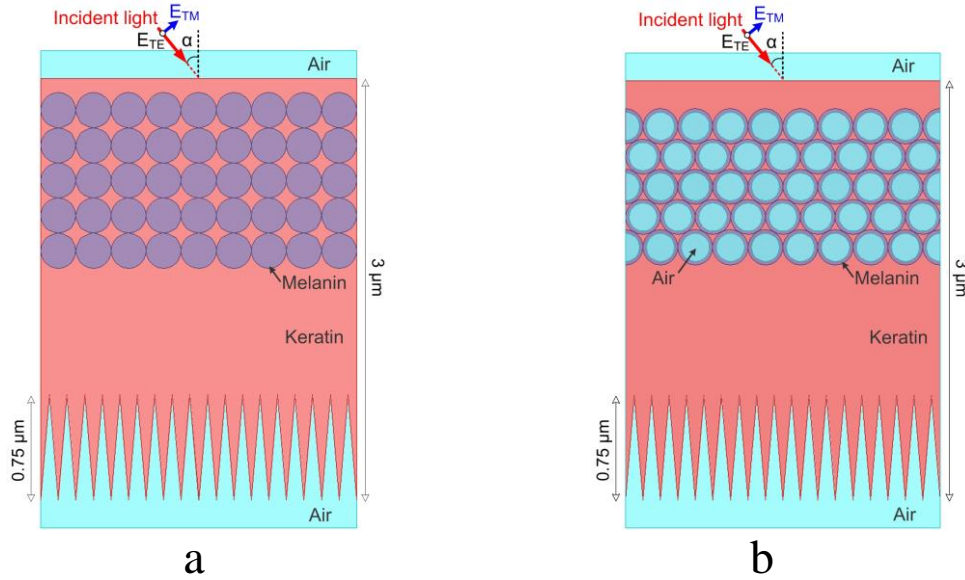 Incident light
E_TM
E_TE
α
Air
Melanin
Keratin
3 μm
0.75 μm
Air
a
Incident light
E_TM
E_TE
α
Air
Air
Melanin
Keratin
3 μm
0.75 μm
Air
b